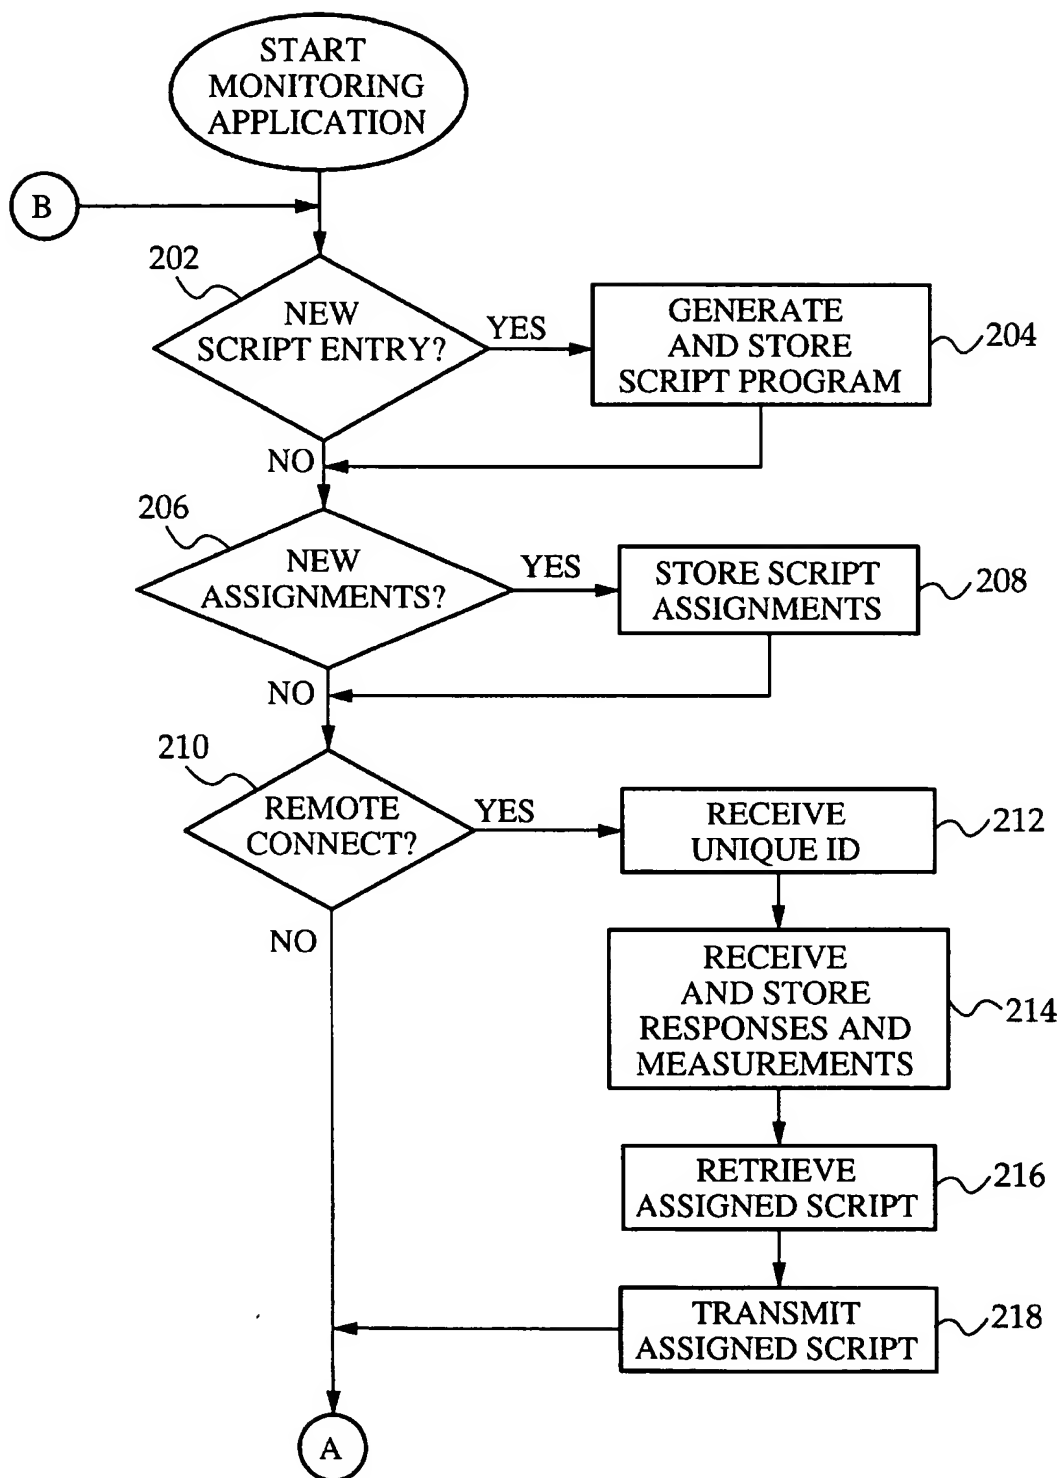 START
MONITORING
APPLICATION
B
202
NEW
SCRIPT ENTRY?
YES
GENERATE
AND STORE
SCRIPT PROGRAM
204
NO
206
NEW
ASSIGNMENTS?
YES
STORE SCRIPT
ASSIGNMENTS
208
NO
210
REMOTE
CONNECT?
YES
RECEIVE
UNIQUE ID
212
NO
RECEIVE
AND STORE
RESPONSES AND
MEASUREMENTS
214
RETRIEVE
ASSIGNED SCRIPT
216
TRANSMIT
ASSIGNED SCRIPT
218
A